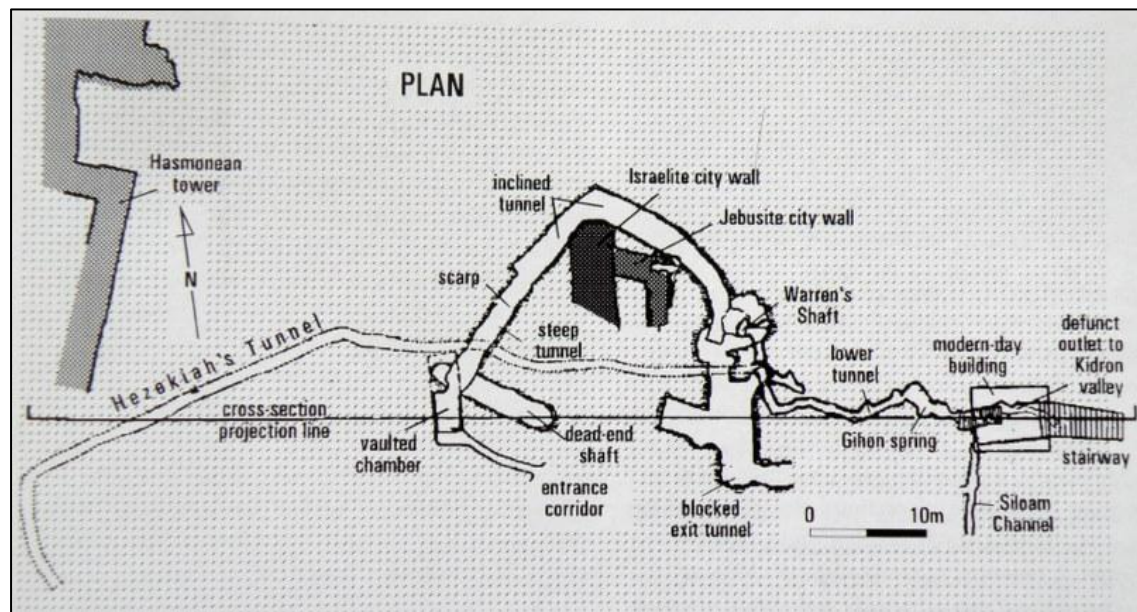 PLAN
Hasmonean
tower
N
inclined
tunnel
Israelite city wall
Jebusite city wall
scarp
steep
tunnel
Warren's
Shaft
Hezekiah's Tunnel
lower
tunnel
modern-day
building
defunct
outlet to
Kidron
valley
cross-section
projection line
vaulted
chamber
dead-end
shaft
Gihon spring
stairway
entrance
corridor
blocked
exit tunnel
0 10m
Siloam
Channel